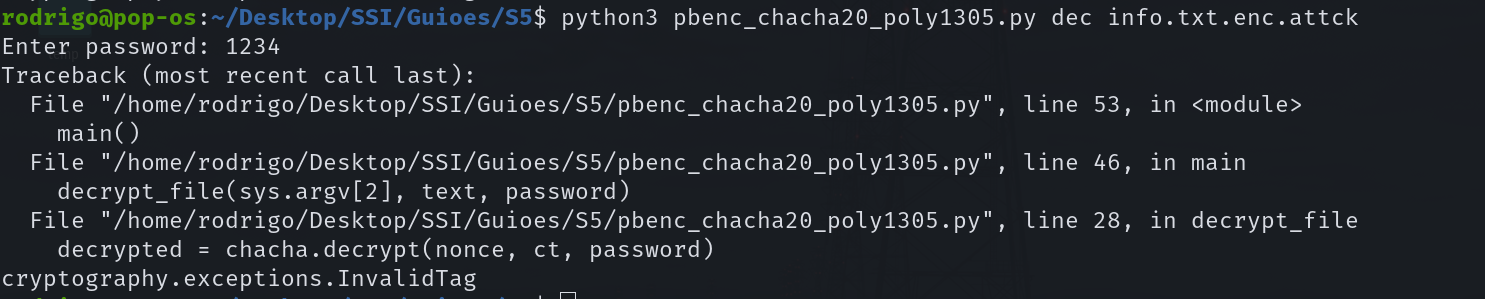 rodrigo@pop-os:~/Desktop/SSI/Guioes/S5$ python3 pbenc_chacha20_poly1305.py dec info.txt.enc.attck
Enter password: 1234
Traceback (most recent call last):
  File "/home/rodrigo/Desktop/SSI/Guioes/S5/pbenc_chacha20_poly1305.py", line 53, in <module>
    main()
  File "/home/rodrigo/Desktop/SSI/Guioes/S5/pbenc_chacha20_poly1305.py", line 46, in main
    decrypt_file(sys.argv[2], text, password)
  File "/home/rodrigo/Desktop/SSI/Guioes/S5/pbenc_chacha20_poly1305.py", line 28, in decrypt_file
    decrypted = chacha.decrypt(nonce, ct, password)
cryptography.exceptions.InvalidTag